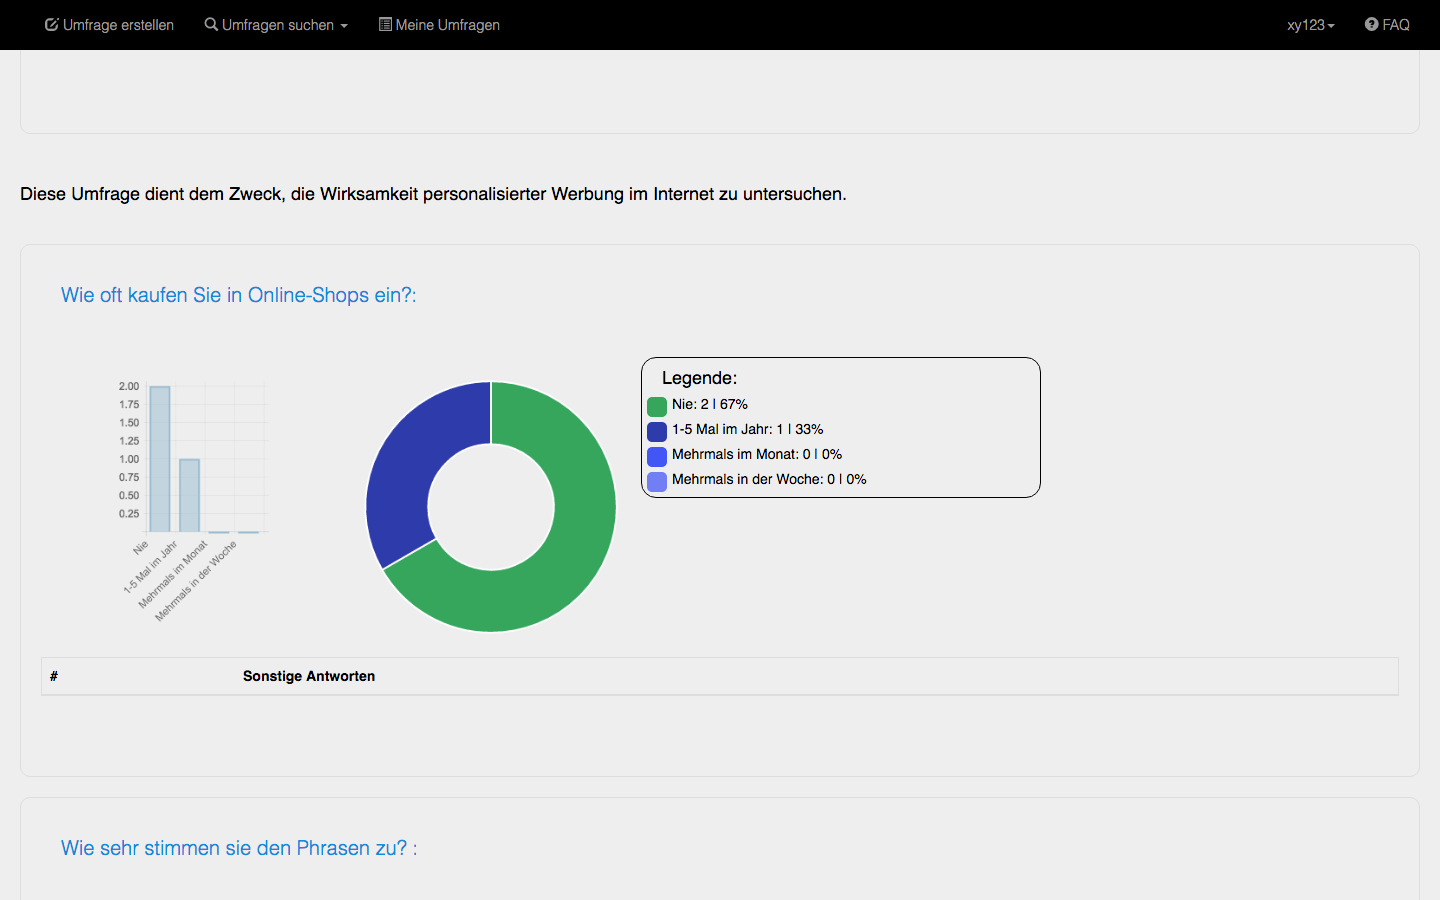 Umfrage erstellen Umfragen suchen Meine Umfragen xy123 FAQ
Diese Umfrage dient dem Zweck, die Wirksamkeit personalisierter Werbung im Internet zu untersuchen.
Wie oft kaufen Sie in Online-Shops ein?:
2.00
1.75
1.50
1.25
1.00
0.75
0.50
0.25
Nie
1-5 Mal im Jahr
Mehrmals im Monat
Mehrmals in der Woche
Legende:
Nie: 2 | 67%
1-5 Mal im Jahr: 1 | 33%
Mehrmals im Monat: 0 | 0%
Mehrmals in der Woche: 0 | 0%
# Sonstige Antworten
Wie sehr stimmen sie den Phrasen zu? :